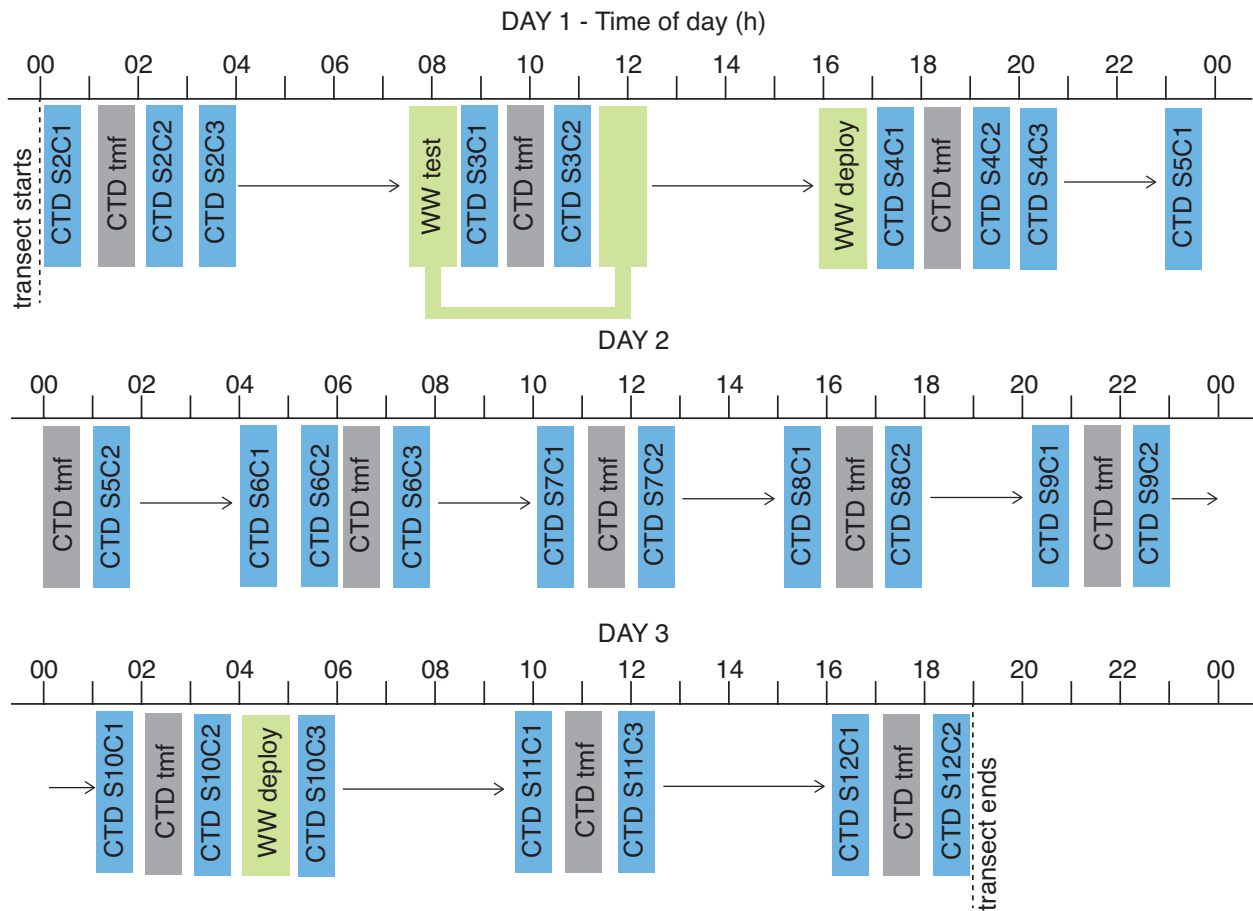 DAY 1 - Time of day (h)
00 02 04 06 08 10 12 14 16 18 20 22 00
transect starts
CTD S2C1
CTD tmf
CTD S2C2
CTD S2C3
WW test
CTD S3C1
CTD tmf
CTD S3C2
WW deploy
CTD S4C1
CTD tmf
CTD S4C2
CTD S4C3
CTD S5C1
DAY 2
00 02 04 06 08 10 12 14 16 18 20 22 00
CTD tmf
CTD S5C2
CTD S6C1
CTD S6C2
CTD tmf
CTD S6C3
CTD S7C1
CTD tmf
CTD S7C2
CTD S8C1
CTD tmf
CTD S8C2
CTD S9C1
CTD tmf
CTD S9C2
DAY 3
00 02 04 06 08 10 12 14 16 18 20 22 00
CTD S10C1
CTD tmf
CTD S10C2
WW deploy
CTD S10C3
CTD S11C1
CTD tmf
CTD S11C3
CTD S12C1
CTD tmf
CTD S12C2
transect ends